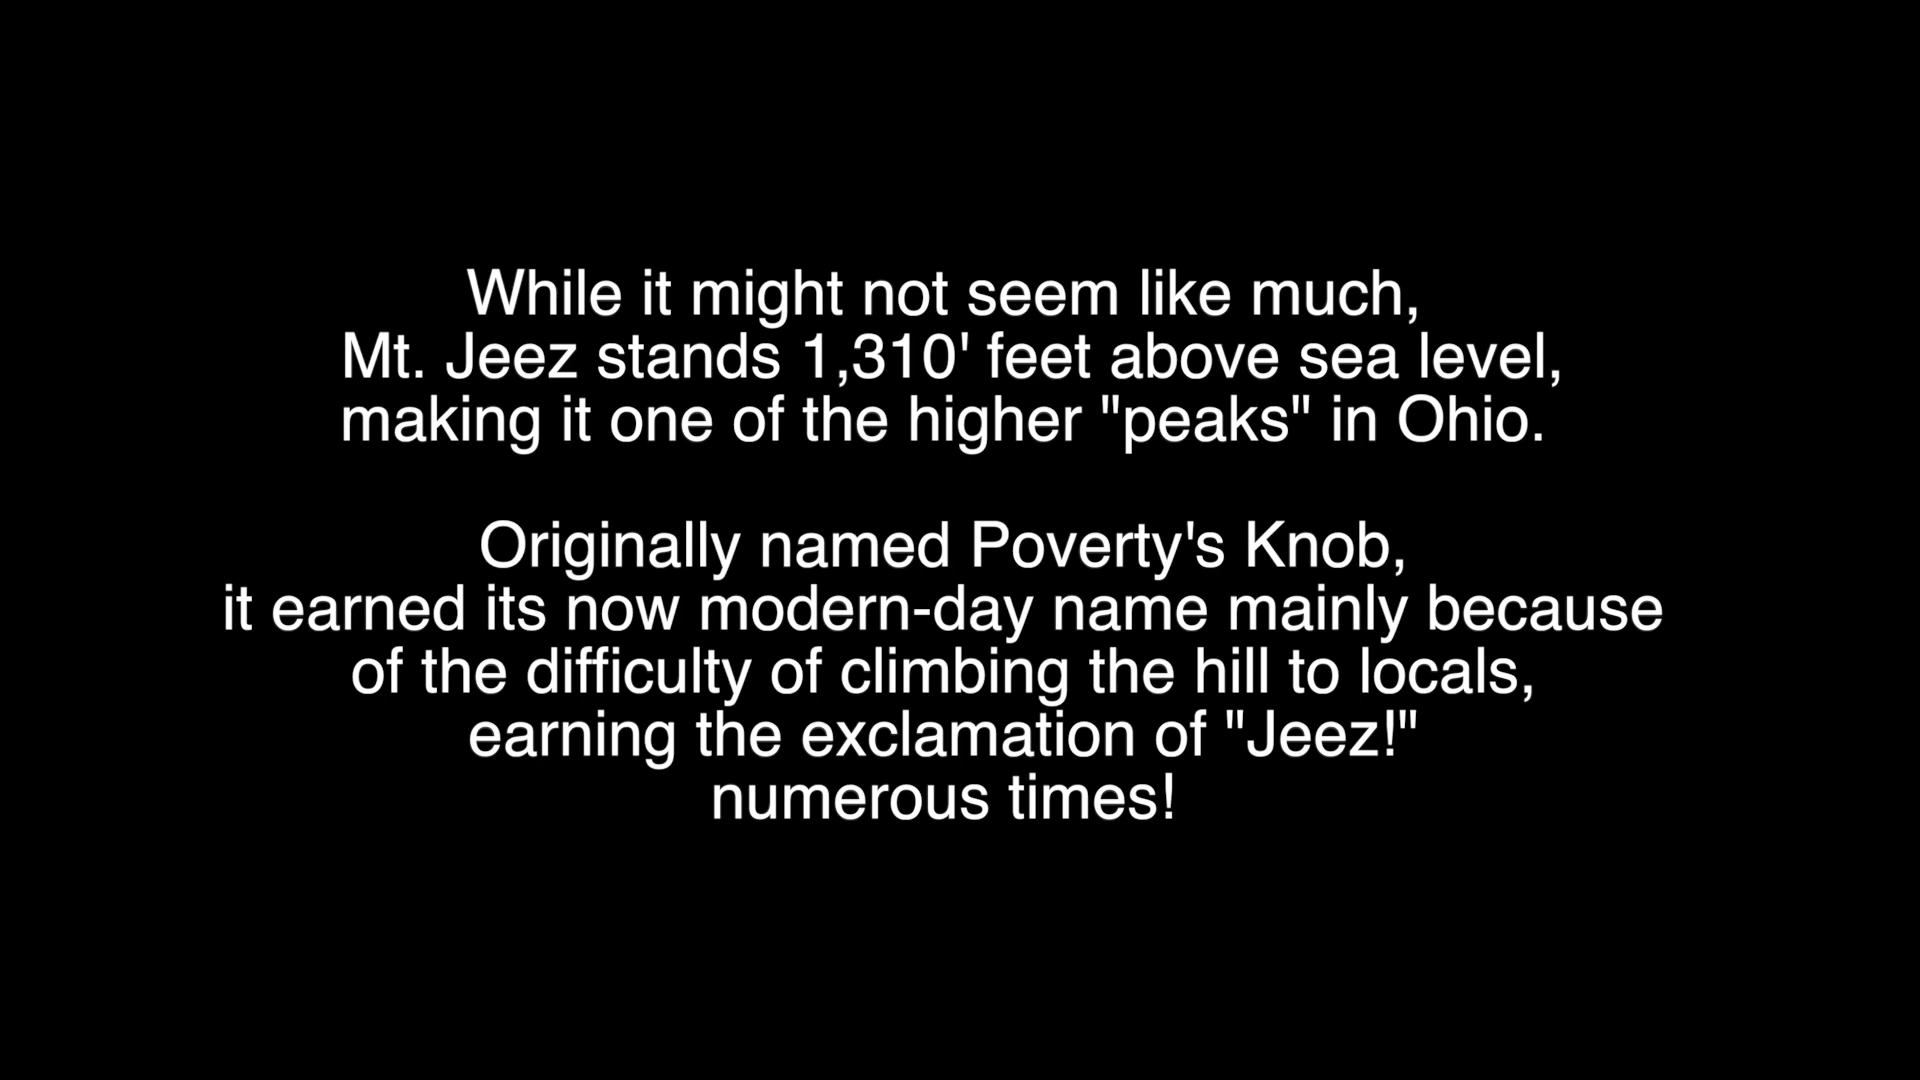 While it might not seem like much,
Mt. Jeez stands 1,310' feet above sea level,
making it one of the higher "peaks" in Ohio.
Originally named Poverty's Knob,
it earned its now modern-day name mainly because
of the difficulty of climbing the hill to locals,
earning the exclamation of "Jeez!"
numerous times!